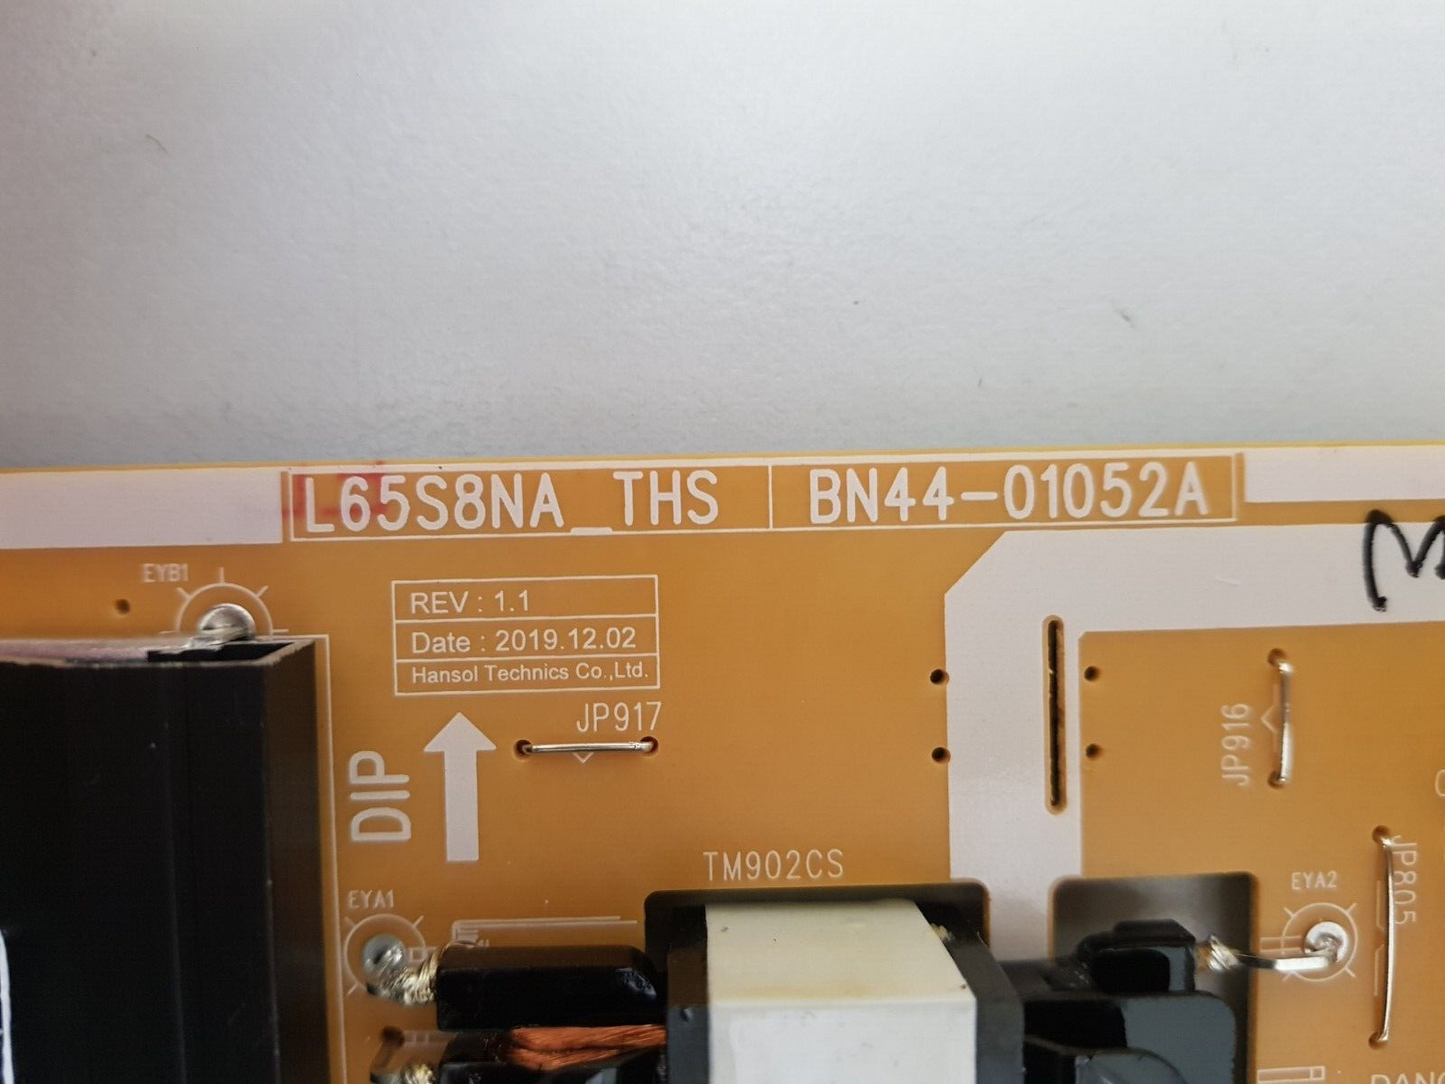 L65S8NA_THS BN44-01052A
EYB1
REV : 1.1
Date : 2019.12.02
Hansol Technics Co.,Ltd.
JP917
DIP
JP916
TM902CS
JP805
EYA1
EYA2